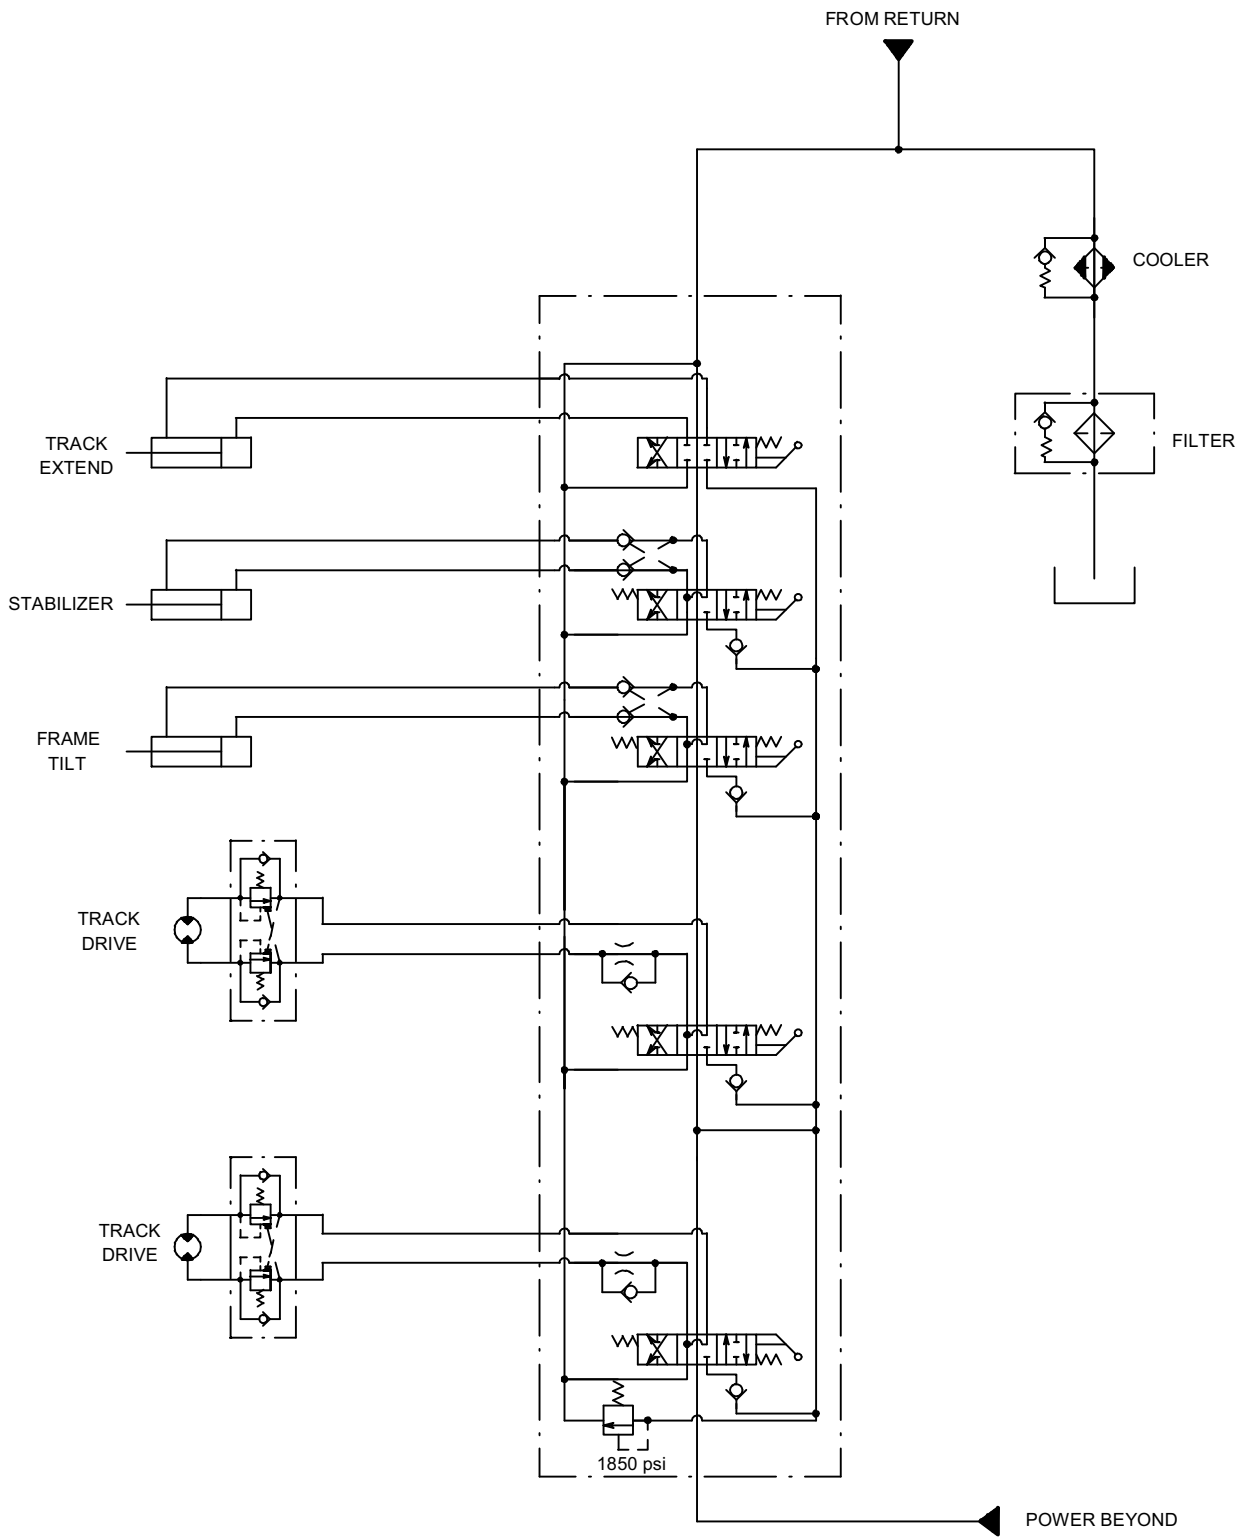 FROM RETURN
COOLER
TRACK
EXTEND
FILTER
STABILIZER
FRAME
TILT
TRACK
DRIVE
TRACK
DRIVE
1850 psi
POWER BEYOND